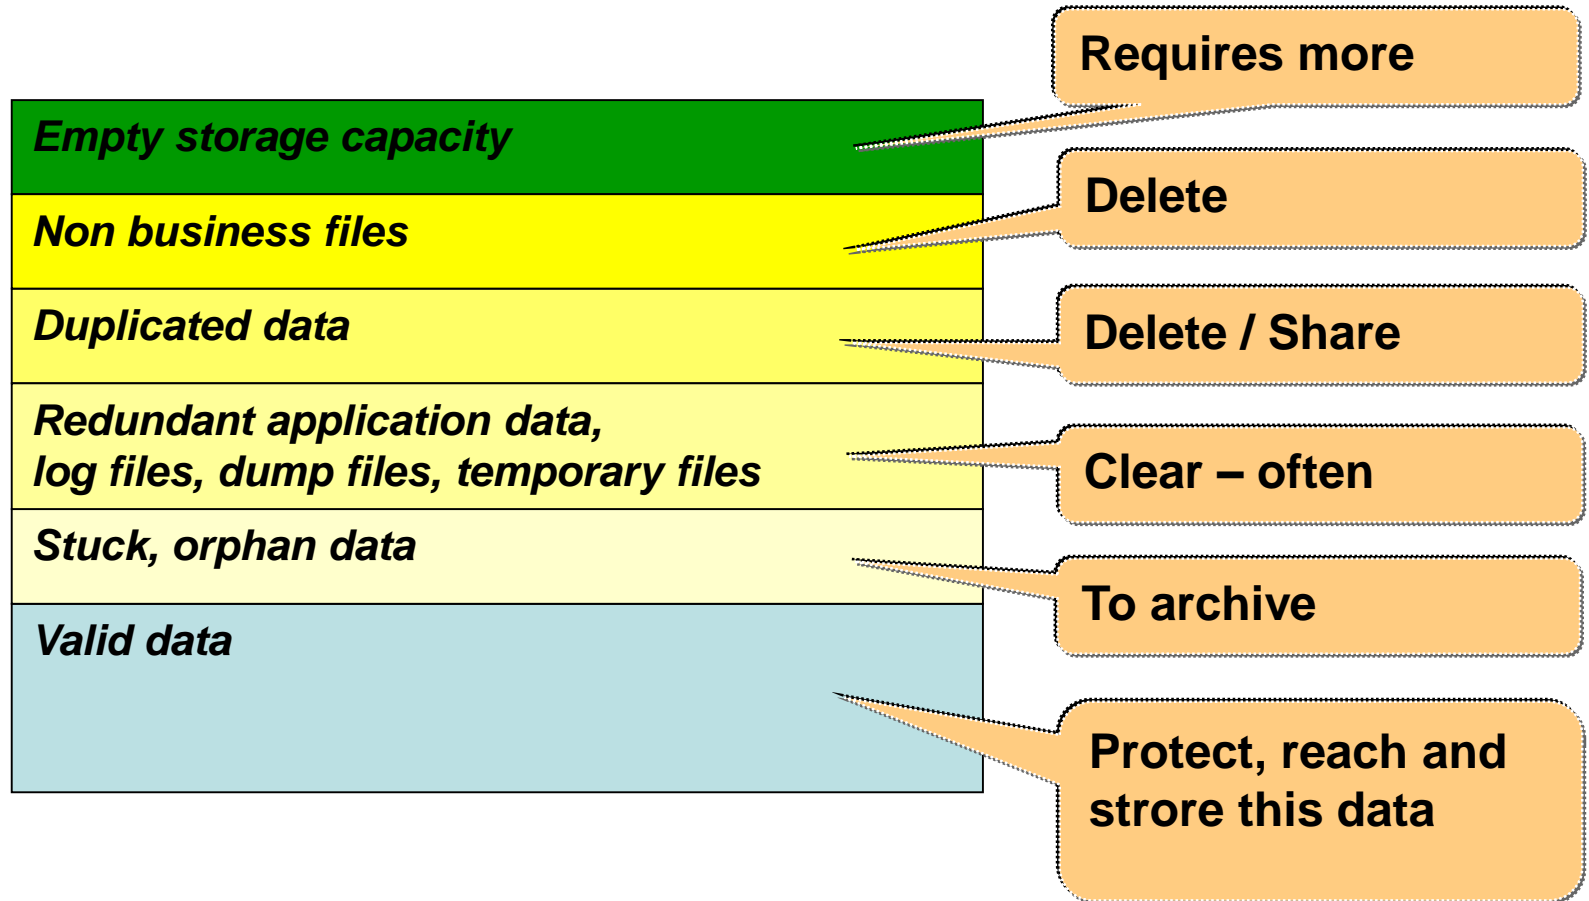 Requires more
Empty storage capacity
Delete
Non business files
Delete / Share
Duplicated data
Redundant application data,
log files, dump files, temporary files
Clear – often
Stuck, orphan data
To archive
Valid data
Protect, reach and
strore this data